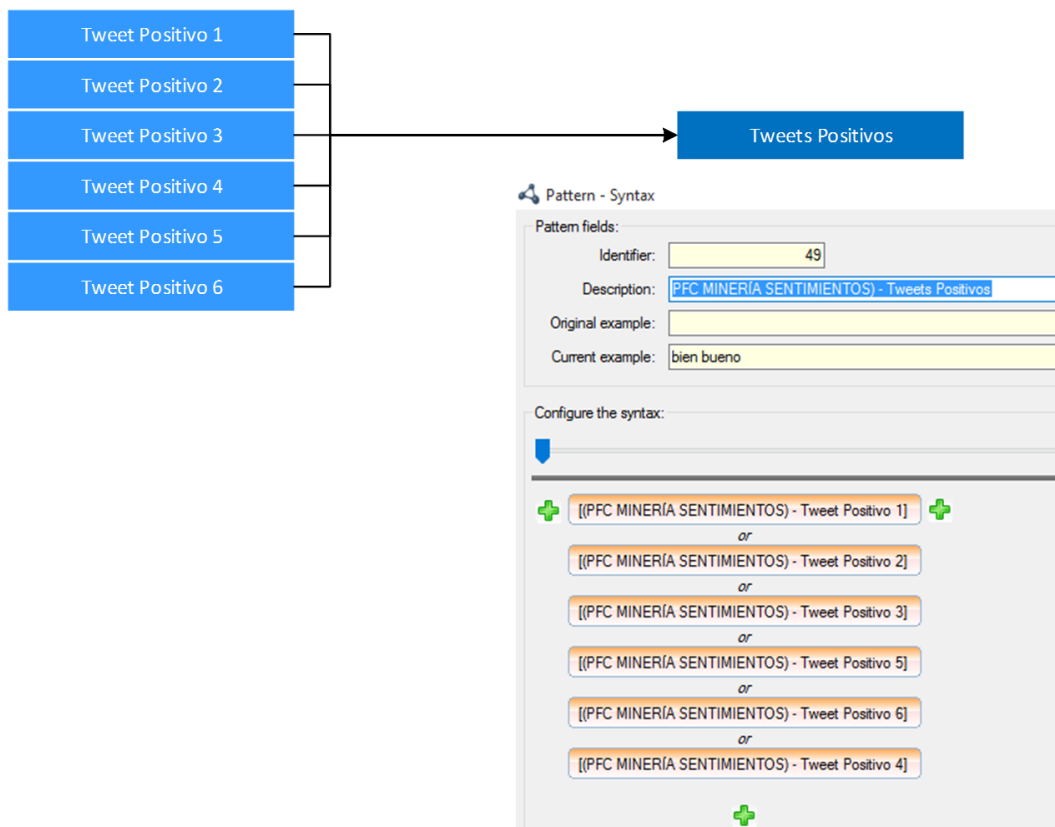 Tweet Positivo 1
Tweet Positivo 2
Tweet Positivo 3
Tweet Positivo 4
Tweet Positivo 5
Tweet Positivo 6
Tweets Positivos
Pattern - Syntax
Pattern fields:
Identifier: 49
Description: PFC MINERÍA SENTIMIENTOS) - Tweets Positivos
Original example:
Current example: bien bueno
Configure the syntax:
[(PFC MINERÍA SENTIMIENTOS) - Tweet Positivo 1]
or
[(PFC MINERÍA SENTIMIENTOS) - Tweet Positivo 2]
or
[(PFC MINERÍA SENTIMIENTOS) - Tweet Positivo 3]
or
[(PFC MINERÍA SENTIMIENTOS) - Tweet Positivo 5]
or
[(PFC MINERÍA SENTIMIENTOS) - Tweet Positivo 6]
or
[(PFC MINERÍA SENTIMIENTOS) - Tweet Positivo 4]